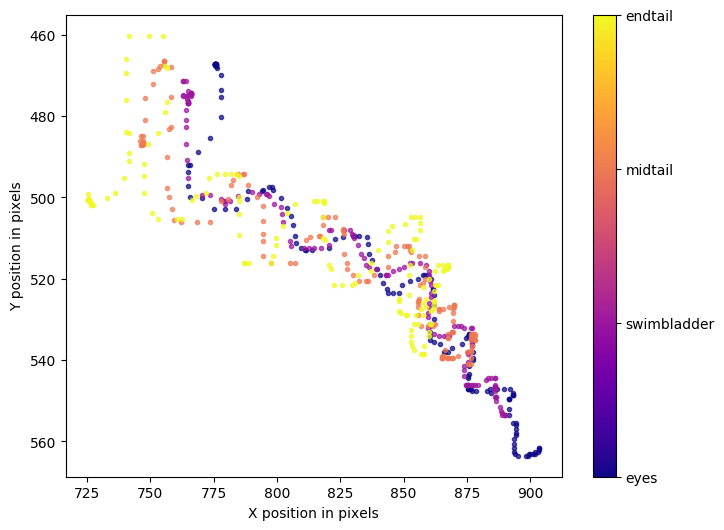 460
480
500
520
540
560
Y position in pixels
725
750
775
800
825
850
875
900
X position in pixels
endtail
midtail
swimbladder
eyes